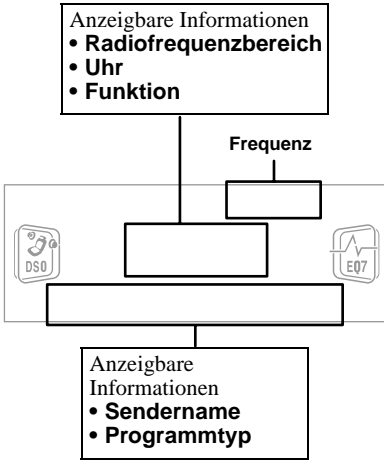 Anzeigbare Informationen
• Radiofrequenzbereich
• Uhr
• Funktion
Frequenz
DSO
EQ7
Anzeigbare
Informationen
• Sendername
• Programmtyp